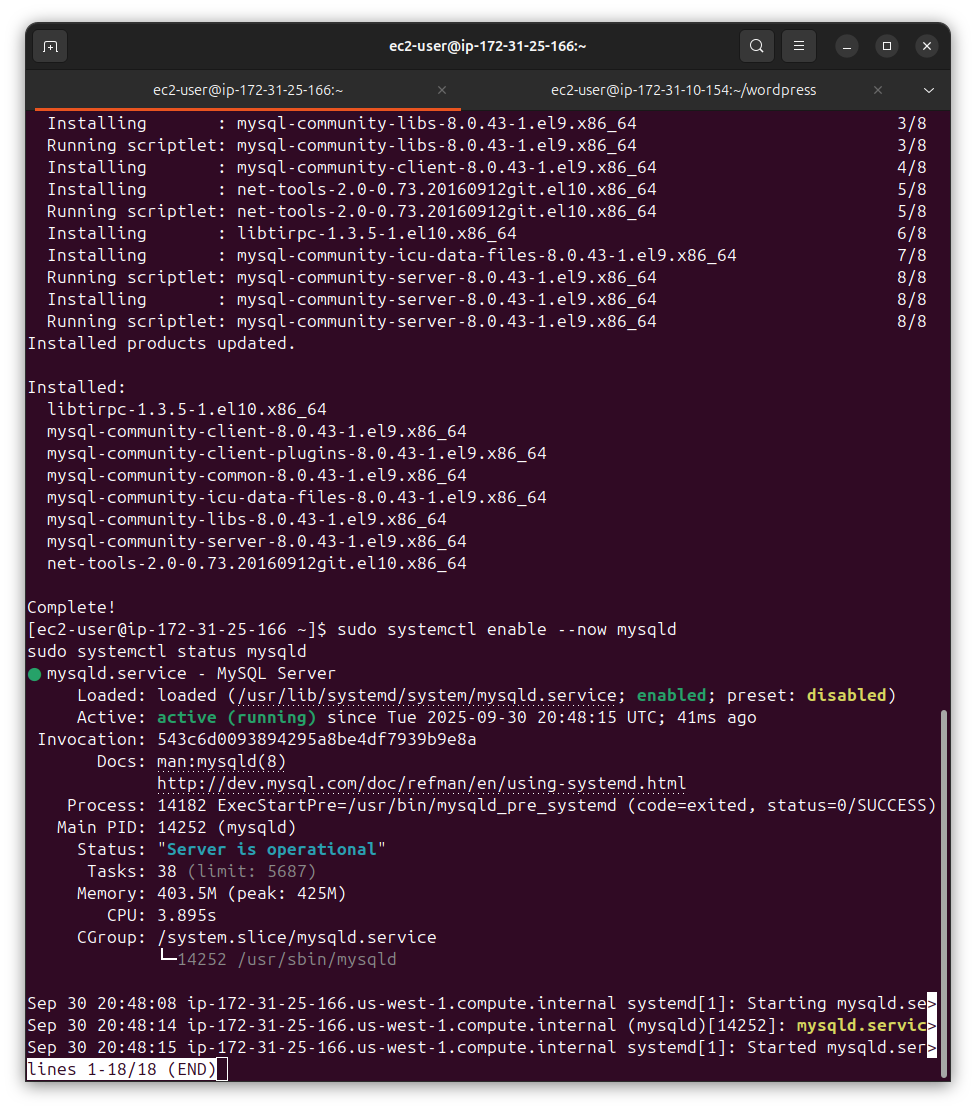 ec2-user@ip-172-31-25-166:~
ec2-user@ip-172-31-25-166:~ ec2-user@ip-172-31-10-154:~/wordpress
Installing : mysql-community-libs-8.0.43-1.el9.x86_64 3/8
Running scriptlet: mysql-community-libs-8.0.43-1.el9.x86_64 3/8
Installing : mysql-community-client-8.0.43-1.el9.x86_64 4/8
Installing : net-tools-2.0-0.73.20160912git.el10.x86_64 5/8
Running scriptlet: net-tools-2.0-0.73.20160912git.el10.x86_64 5/8
Installing : libtirpc-1.3.5-1.el10.x86_64 6/8
Installing : mysql-community-icu-data-files-8.0.43-1.el9.x86_64 7/8
Running scriptlet: mysql-community-server-8.0.43-1.el9.x86_64 8/8
Installing : mysql-community-server-8.0.43-1.el9.x86_64 8/8
Running scriptlet: mysql-community-server-8.0.43-1.el9.x86_64 8/8
Installed products updated.
Installed:
libtirpc-1.3.5-1.el10.x86_64
mysql-community-client-8.0.43-1.el9.x86_64
mysql-community-client-plugins-8.0.43-1.el9.x86_64
mysql-community-common-8.0.43-1.el9.x86_64
mysql-community-icu-data-files-8.0.43-1.el9.x86_64
mysql-community-libs-8.0.43-1.el9.x86_64
mysql-community-server-8.0.43-1.el9.x86_64
net-tools-2.0-0.73.20160912git.el10.x86_64
Complete!
[ec2-user@ip-172-31-25-166 ~]$ sudo systemctl enable --now mysqld
sudo systemctl status mysqld
● mysqld.service - MySQL Server
Loaded: loaded (/usr/lib/systemd/system/mysqld.service; enabled; preset: disabled)
Active: active (running) since Tue 2025-09-30 20:48:15 UTC; 41ms ago
Invocation: 543c6d0093894295a8be4df7939b9e8a
Docs: man:mysqld(8)
http://dev.mysql.com/doc/refman/en/using-systemd.html
Process: 14182 ExecStartPre=/usr/bin/mysqld_pre_systemd (code=exited, status=0/SUCCESS)
Main PID: 14252 (mysqld)
Status: "Server is operational"
Tasks: 38 (limit: 5687)
Memory: 403.5M (peak: 425M)
CPU: 3.895s
CGroup: /system.slice/mysqld.service
└─14252 /usr/sbin/mysqld
Sep 30 20:48:08 ip-172-31-25-166.us-west-1.compute.internal systemd[1]: Starting mysqld.se>
Sep 30 20:48:14 ip-172-31-25-166.us-west-1.compute.internal (mysqld)[14252]: mysqld.servic>
Sep 30 20:48:15 ip-172-31-25-166.us-west-1.compute.internal systemd[1]: Started mysqld.ser>
lines 1-18/18 (END)